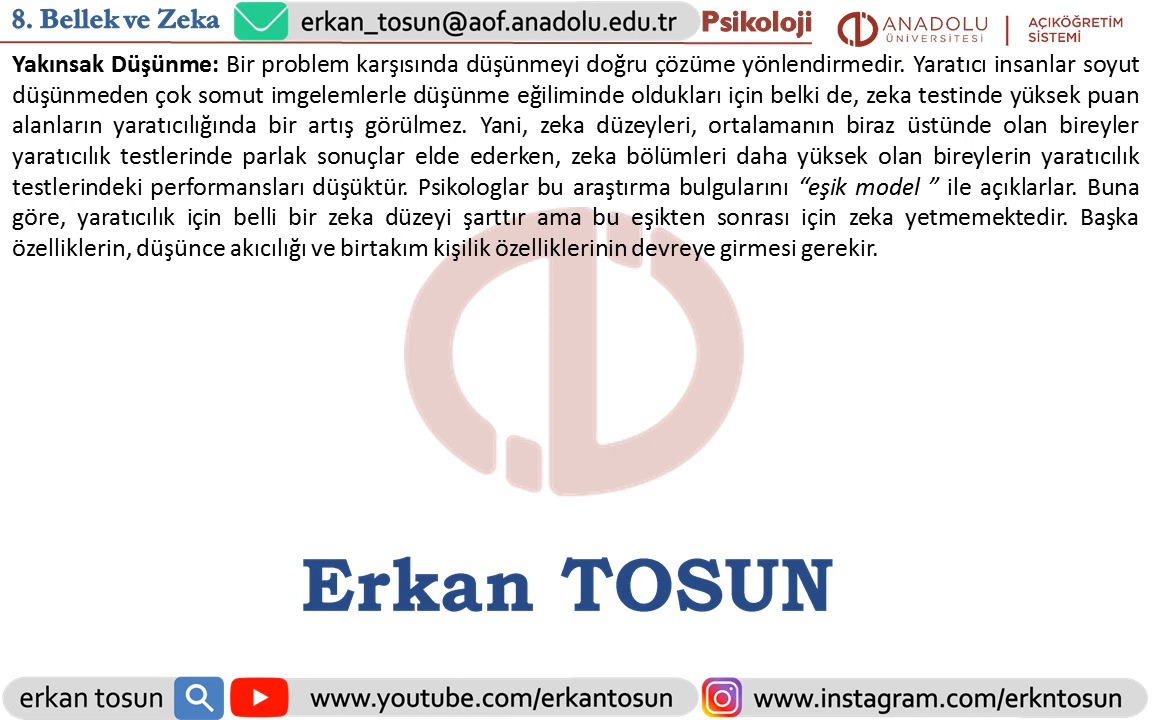 8. Bellek ve Zeka
erkan_tosun@aof.anadolu.edu.tr
Psikoloji
ANADOLU
ÜNİVERSİTESİ
AÇIKÖĞRETİM
SİSTEMİ
Yakınsak Düşünme: Bir problem karşısında düşünmeyi doğru çözüme yönlendirmedir. Yaratıcı insanlar soyut
düşünmeden çok somut imgelemlerle düşünme eğiliminde oldukları için belki de, zeka testinde yüksek puan
alanların yaratıcılığında bir artış görülmez. Yani, zeka düzeyleri, ortalamanın biraz üstünde olan bireyler
yaratıcılık testlerinde parlak sonuçlar elde ederken, zeka bölümleri daha yüksek olan bireylerin yaratıcılık
testlerindeki performansları düşüktür. Psikologlar bu araştırma bulgularını “eşik model ” ile açıklarlar. Buna
göre, yaratıcılık için belli bir zeka düzeyi şarttır ama bu eşikten sonrası için zeka yetmemektedir. Başka
özelliklerin, düşünce akıcılığı ve birtakım kişilik özelliklerinin devreye girmesi gerekir.
Erkan TOSUN
erkan tosun
www.youtube.com/erkantosun
www.instagram.com/erkntosun